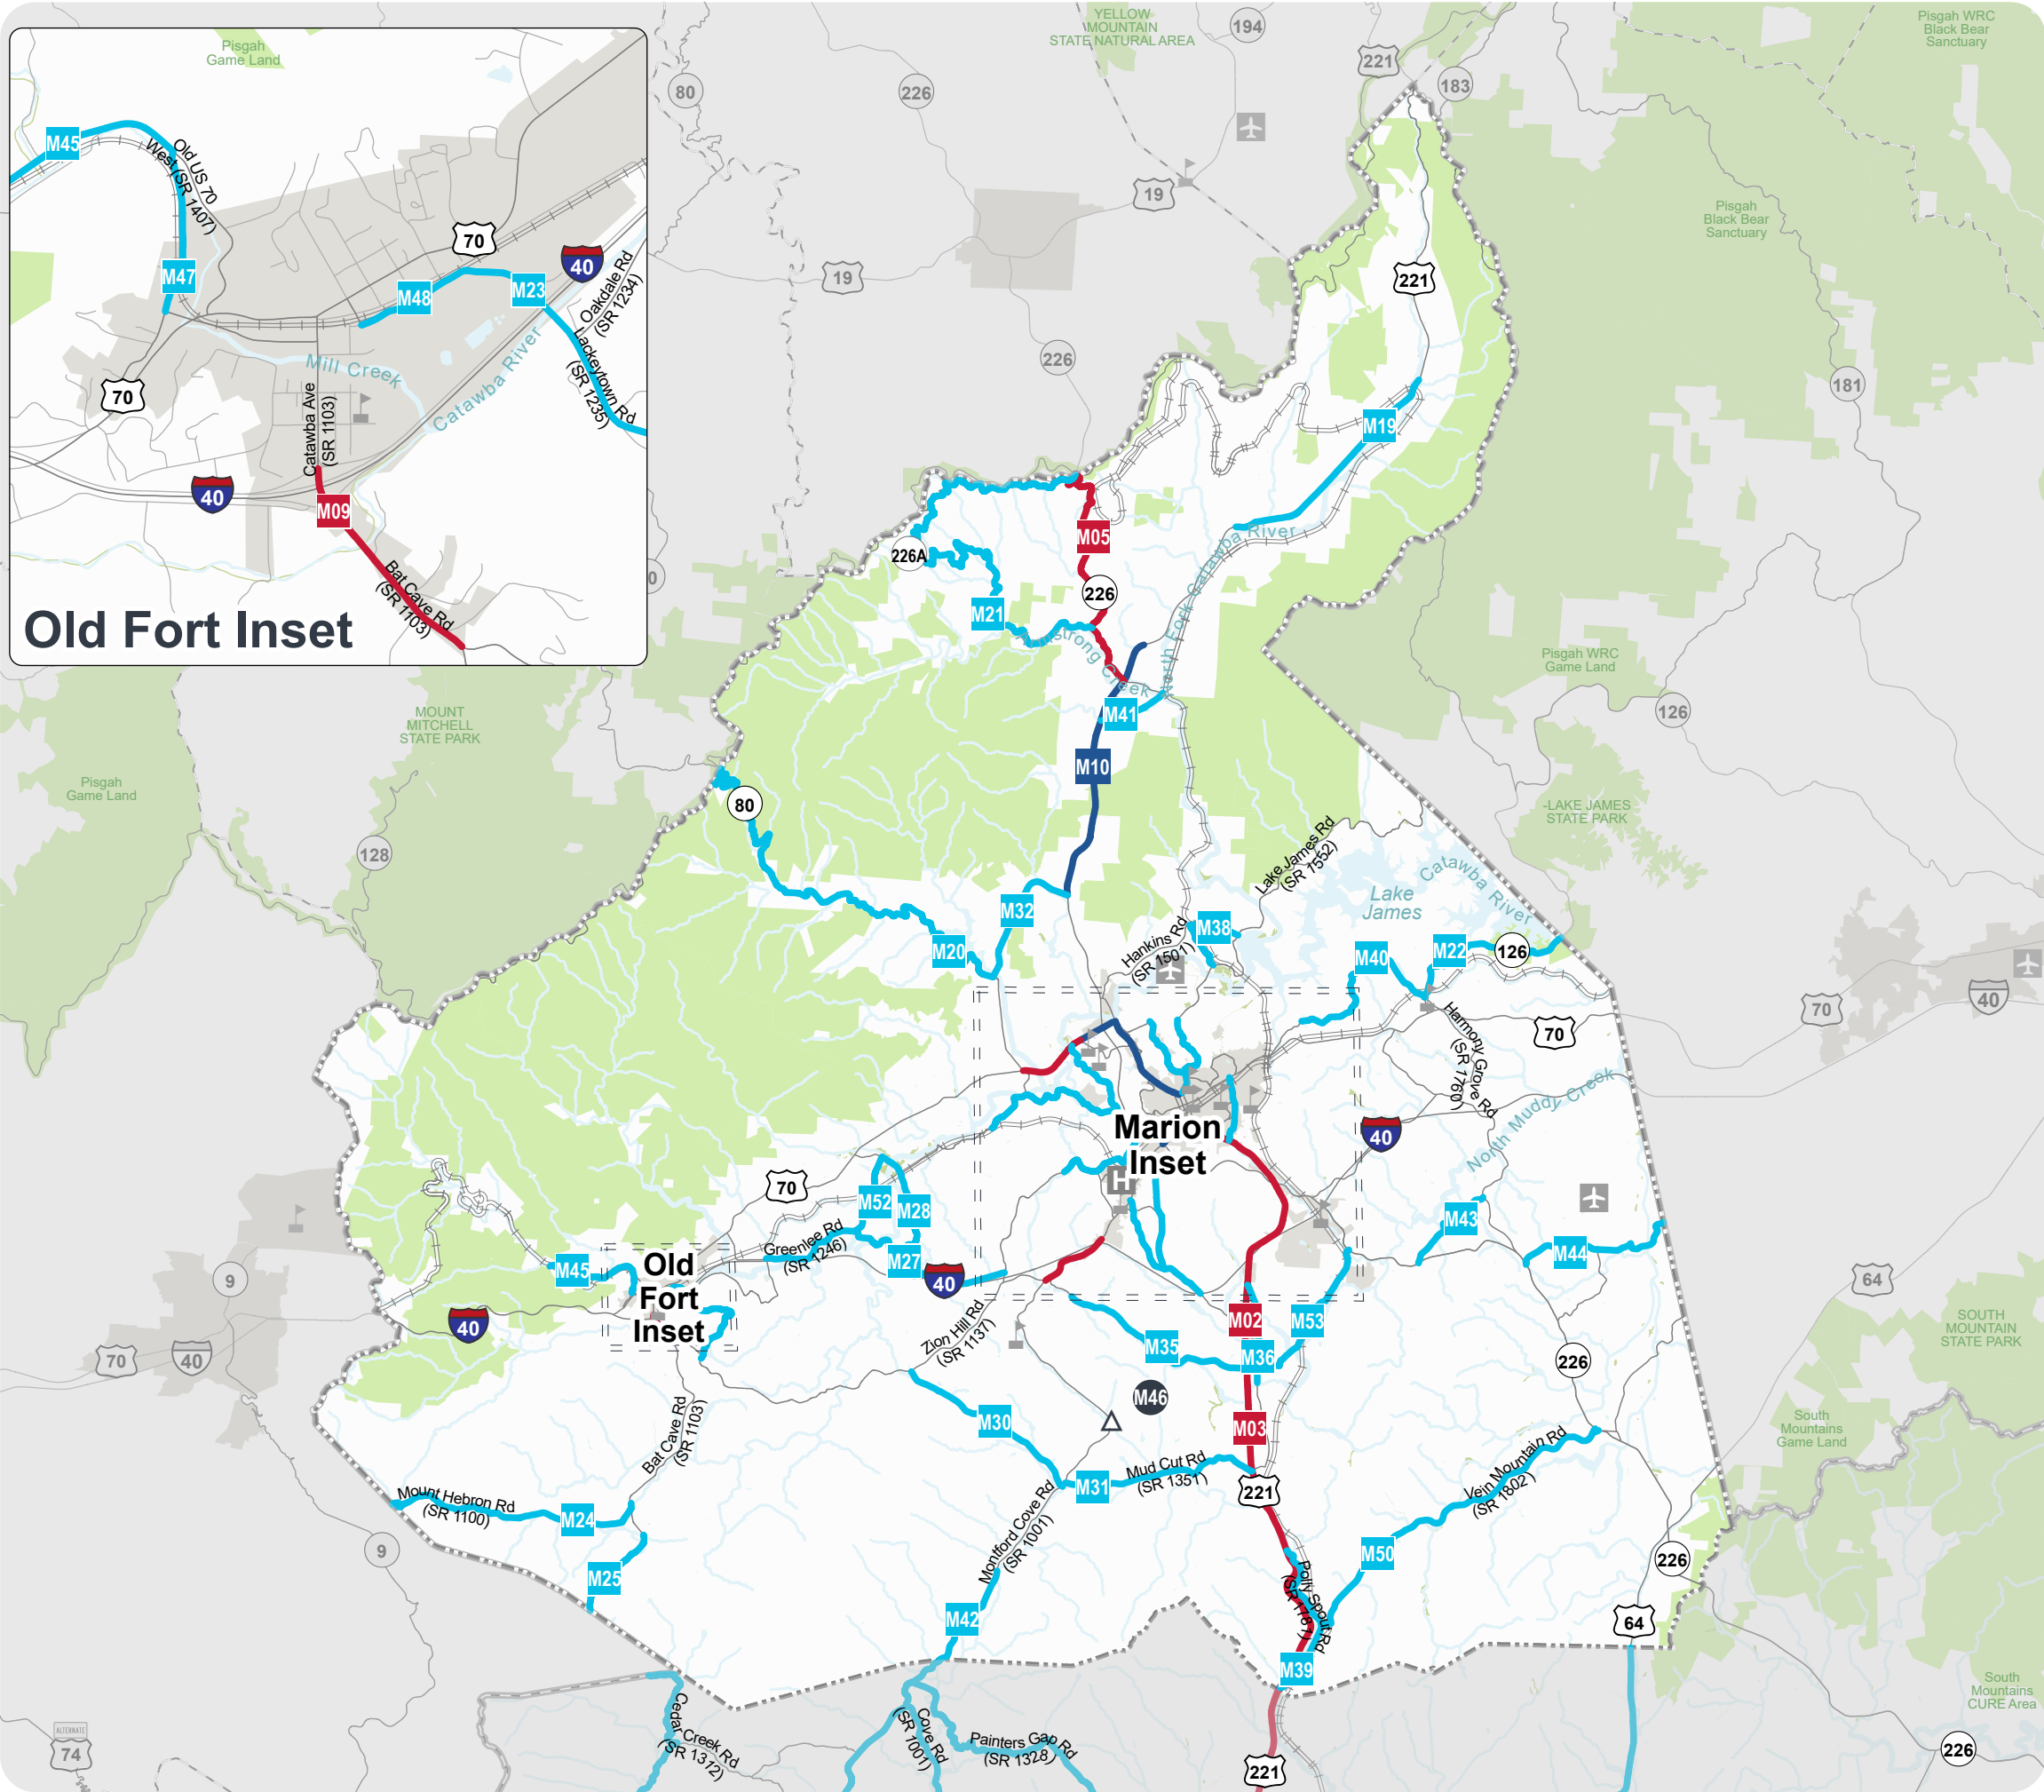 YELLOW
MOUNTAIN
STATE NATURAL AREA
194
221
183
Pisgah WRC
Black Bear
Sanctuary
80
226
19
19
226
Pisgah
Black Bear
Sanctuary
181
Pisgah
Game Land
M45
Old US 70
West (SR 1407)
M47
70
40
Oakdale Rd
(SR 1234)
M48
M23
Lackeytown Rd
(SR 1235)
Mill Creek
Catawba River
70
Catawba Ave
(SR 1103)
40
M09
Bat Cave Rd
(SR 1103)
Old Fort Inset
0
221
M19
M05
226A
North Fork Catawba River
226
M21
Armstrong Creek
M41
M10
Pisgah WRC
Game Land
126
MOUNT
MITCHELL
STATE PARK
Pisgah
Game Land
128
80
-LAKE JAMES
STATE PARK
Lake James Rd
(SR 1552)
Lake
James
Catawba River
M32
M38
M20
Hankins Rd
(SR 1501)
M40
M22
126
70
40
Harmony Grove Rd
(SR 1760)
70
North Muddy Creek
40
Marion
Inset
H
70
M52
M28
Greenlee Rd
(SR 1246)
M27
40
M43
M44
64
9
M45
Old
Fort
Inset
40
70
40
Zion Hill Rd
(SR 1137)
M02
M53
M35
M36
226
SOUTH
MOUNTAIN
STATE PARK
M46
M30
M03
South
Mountains
Game Land
Bat Cave Rd
(SR 1103)
Mud Cut Rd
(SR 1351)
M31
221
Vein Mountain Rd
(SR 1802)
Mount Hebron Rd
(SR 1100)
M24
Montford Cove Rd
(SR 1001)
9
M25
M50
226
Polly Spout Rd
(SR 1781)
M42
64
M39
South
Mountains
CURE Area
Cedar Creek Rd
(SR 1312)
Cove Rd
(SR 1001)
Painters Gap Rd
(SR 1328)
ALTERNATE
74
221
226